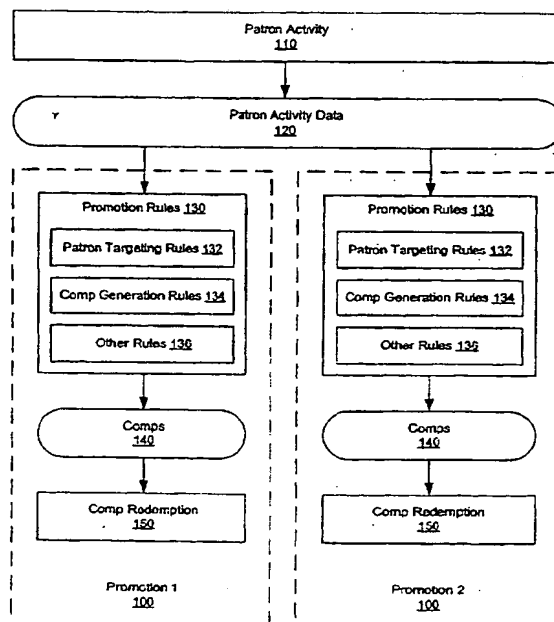 Patron Activity
110
Patron Activity Data
120
Promotion Rules 130
Patron Targeting Rules 132
Comp Generation Rules 134
Other Rules 136
Comps
140
Comp Redemption
150
Promotion 1
100
Promotion Rules 130
Patron Targeting Rules 132
Comp Generation Rules 134
Other Rules 136
Comps
140
Comp Redemption
150
Promotion 2
100